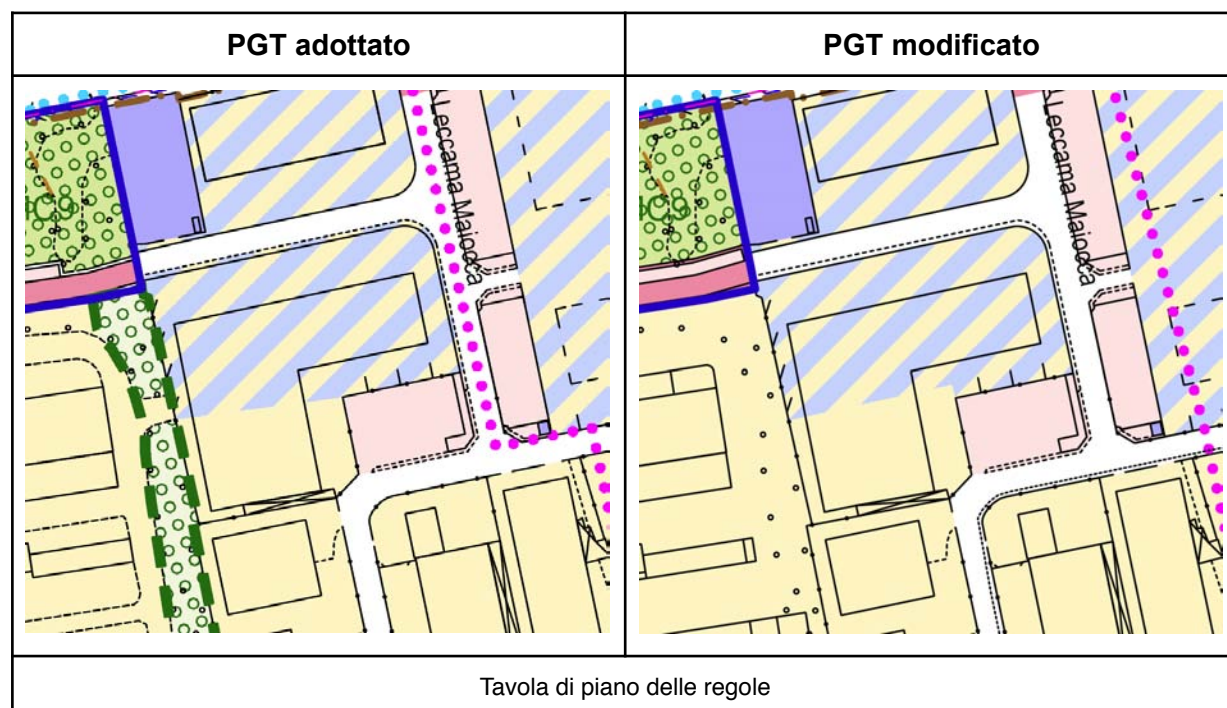 PGT adottato
PGT modificato
Leccama Maiocca
Leccama Maiocca
Tavola di piano delle regole